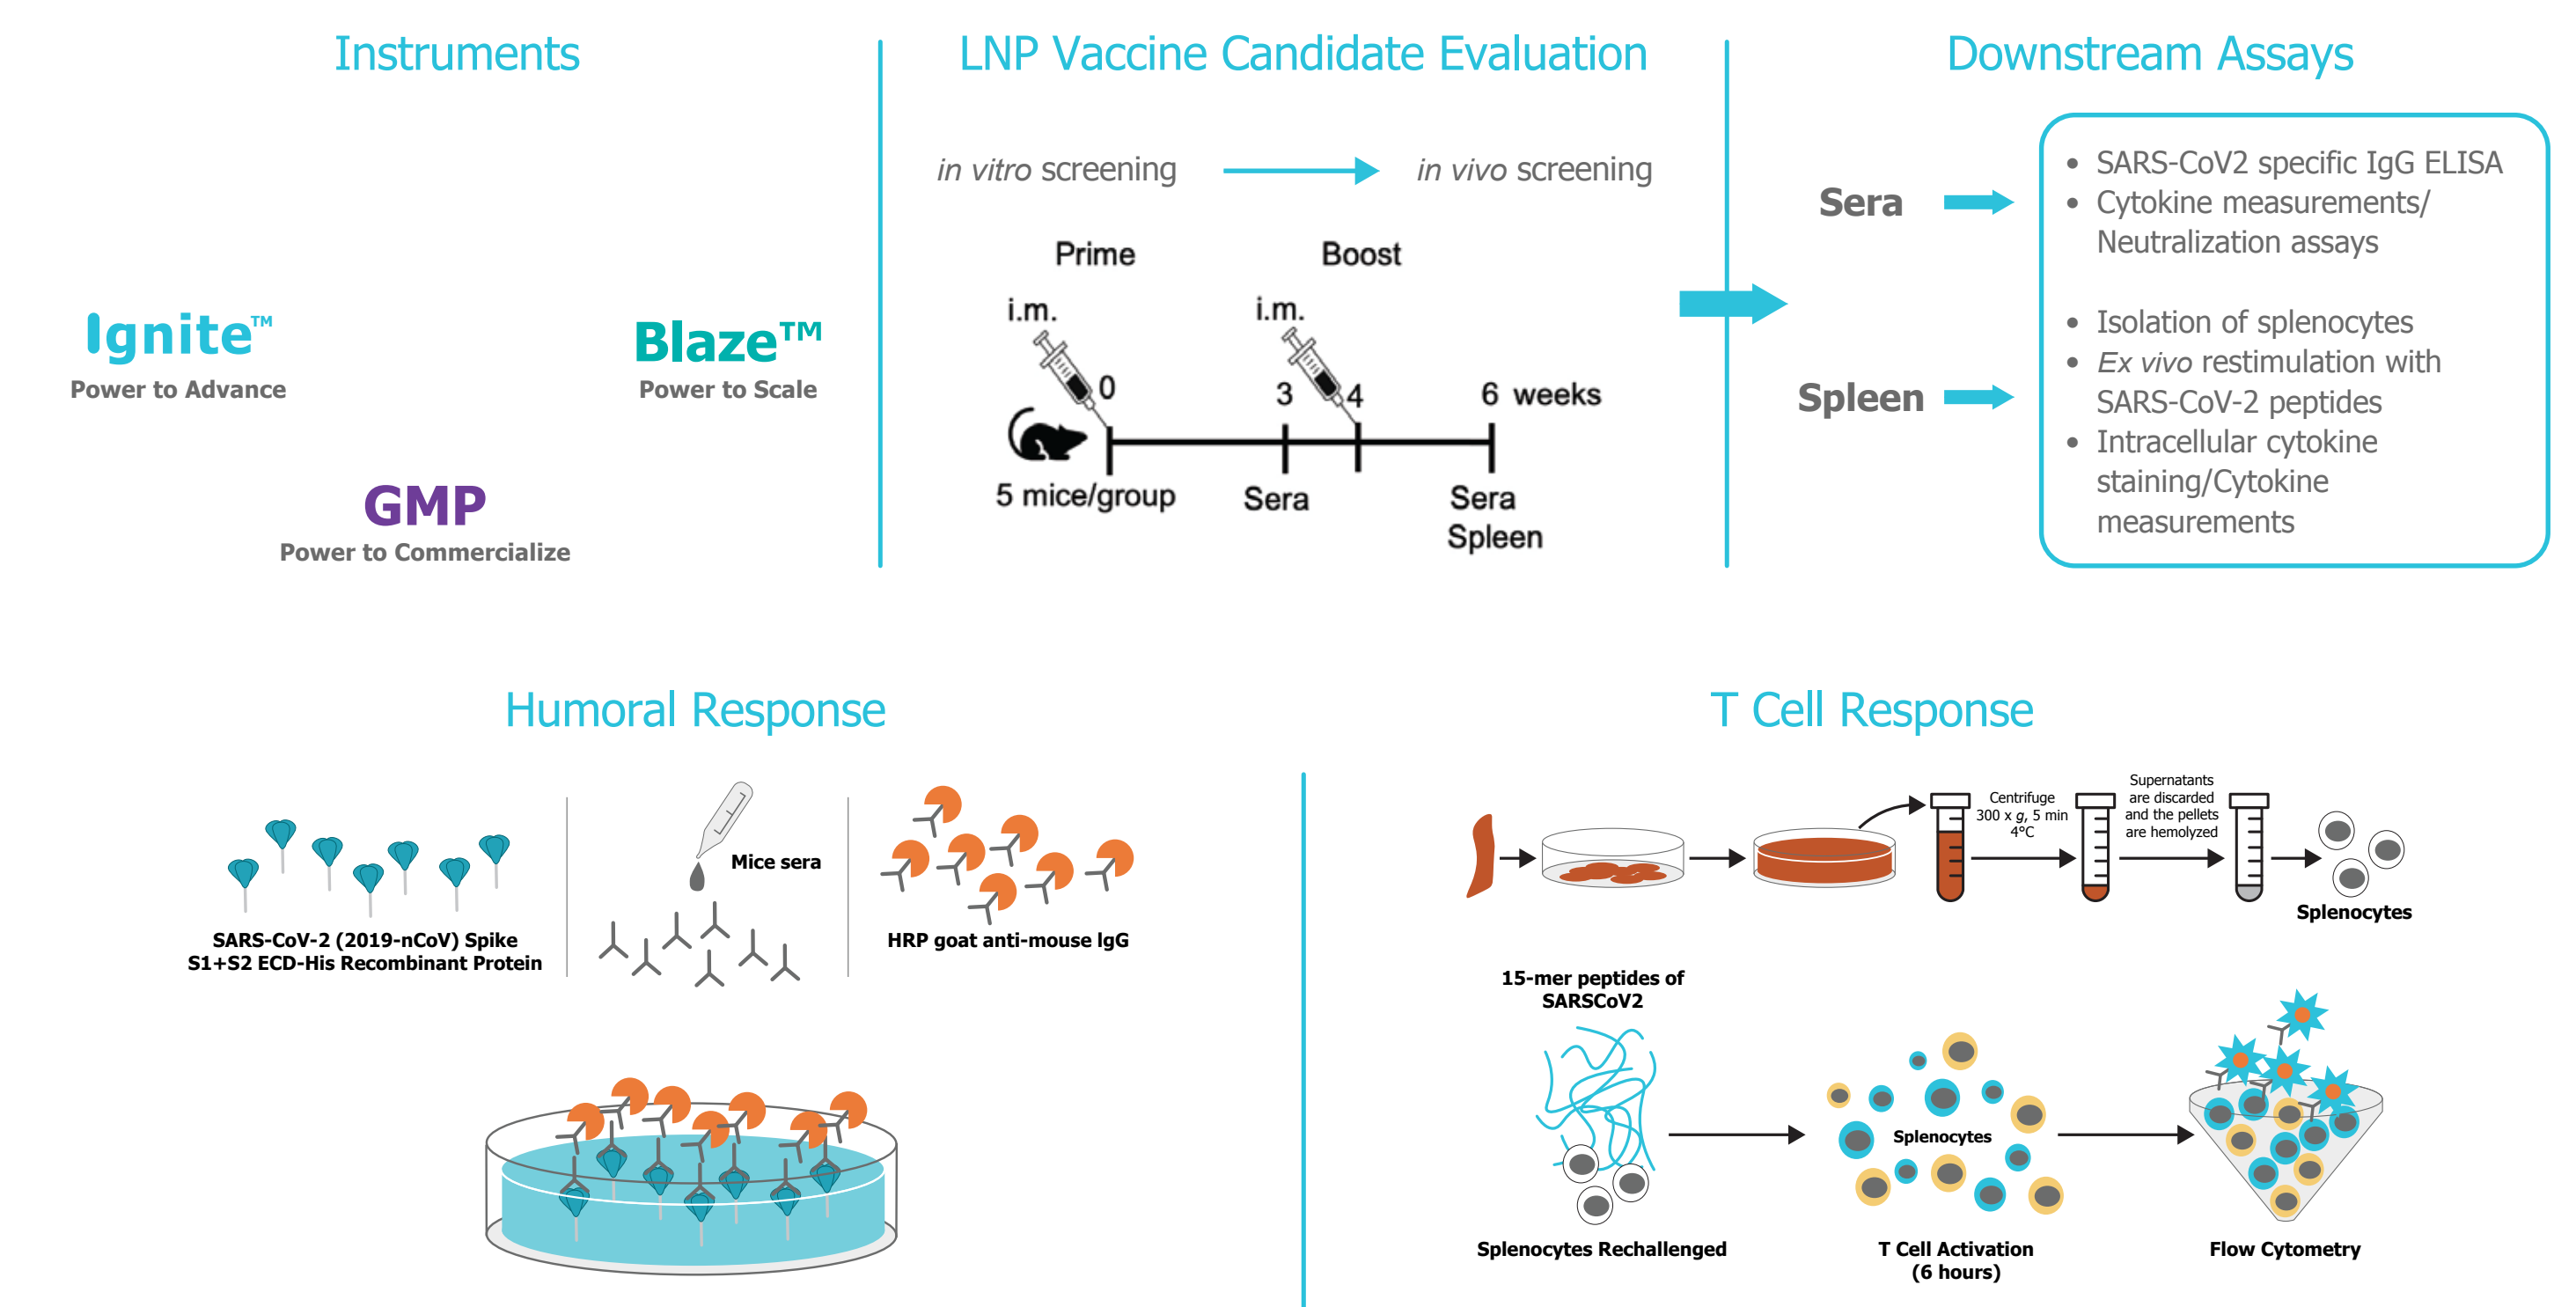 Instruments
Ignite™
Power to Advance
Blaze™
Power to Scale
GMP
Power to Commercialize
LNP Vaccine Candidate Evaluation
in vitro screening
in vivo screening
Prime
Boost
i.m.
i.m.
0
3
4
6 weeks
5 mice/group
Sera
Sera
Spleen
Downstream Assays
Sera
• SARS-CoV2 specific IgG ELISA
• Cytokine measurements/
Neutralization assays
Spleen
• Isolation of splenocytes
• Ex vivo restimulation with
SARS-CoV-2 peptides
• Intracellular cytokine
staining/Cytokine
measurements
Humoral Response
SARS-CoV-2 (2019-nCoV) Spike
S1+S2 ECD-His Recombinant Protein
Mice sera
HRP goat anti-mouse IgG
T Cell Response
Centrifuge
300 x g, 5 min
4°C
Supernatants
are discarded
and the pellets
are hemolyzed
Splenocytes
15-mer peptides of
SARSCoV2
Splenocytes Rechallenged
Splenocytes
T Cell Activation
(6 hours)
Flow Cytometry